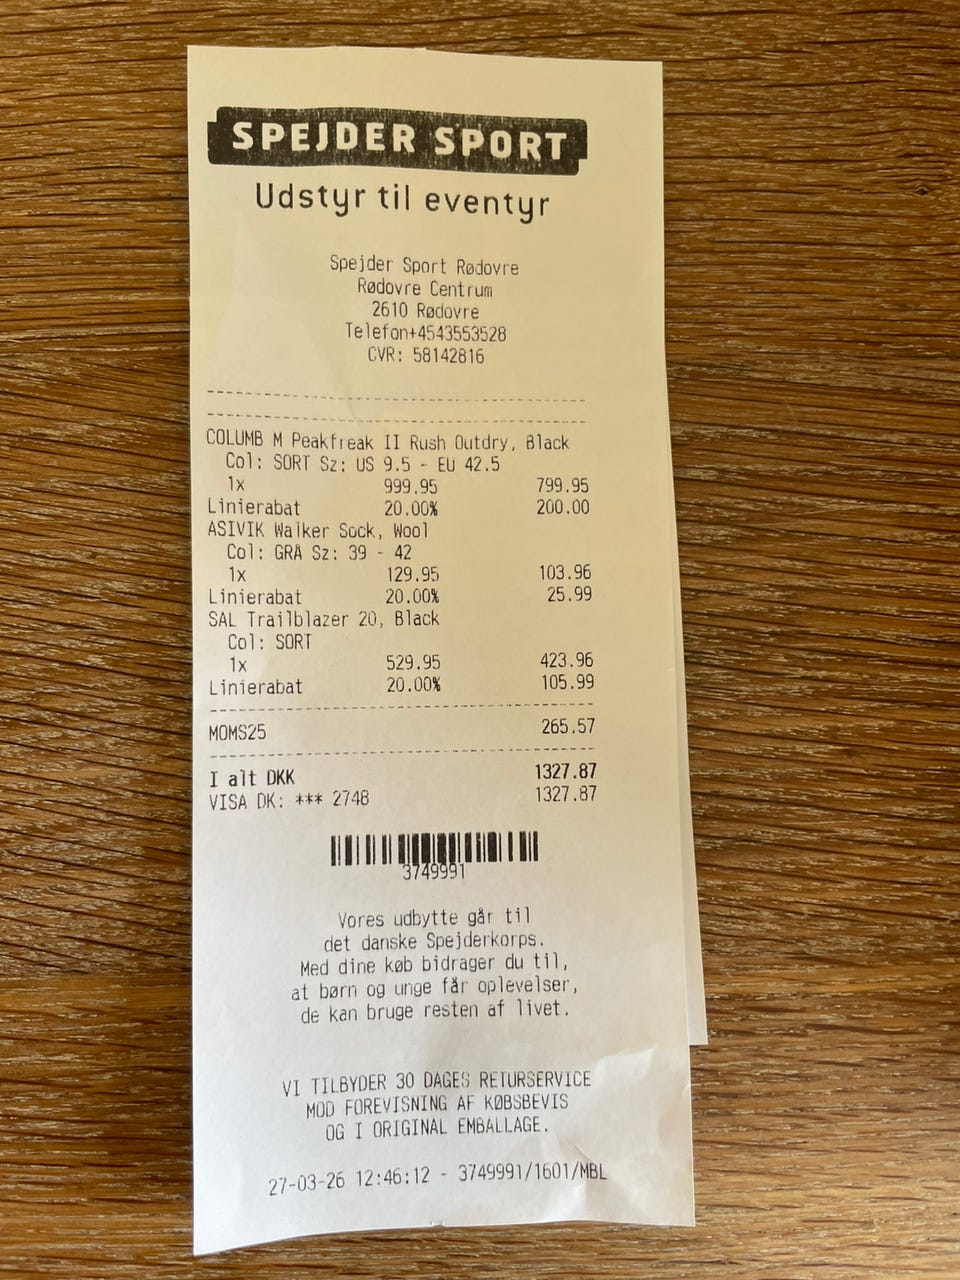 SPEJDER SPORT
Udstyr til eventyr
Spejder Sport Rødovre
Rødovre Centrum
2610 Rødovre
Telefon+4543553528
CVR: 58142816
COLUMB M Peakfreak II Rush Outdry, Black
Col: SORT Sz: US 9.5 - EU 42.5
1x 999.95 799.95
Linierabat 20.00% 200.00
ASIVIK Walker Sock, Wool
Col: GRÅ Sz: 39 - 42
1x 129.95 103.96
Linierabat 20.00% 25.99
SAL Trailblazer 20, Black
Col: SORT
1x 529.95 423.96
Linierabat 20.00% 105.99
MOMS25 265.57
I alt DKK 1327.87
VISA DK: *** 2748 1327.87
3749991
Vores udbytte går til
det danske Spejderkorps.
Med dine køb bidrager du til,
at børn og unge får oplevelser,
de kan bruge resten af livet.
VI TILBYDER 30 DAGES RETURSERVICE
MOD FOREVISNING AF KØBSBEVIS
OG I ORIGINAL EMBALLAGE.
27-03-26 12:46:12 - 3749991/1601/MBL